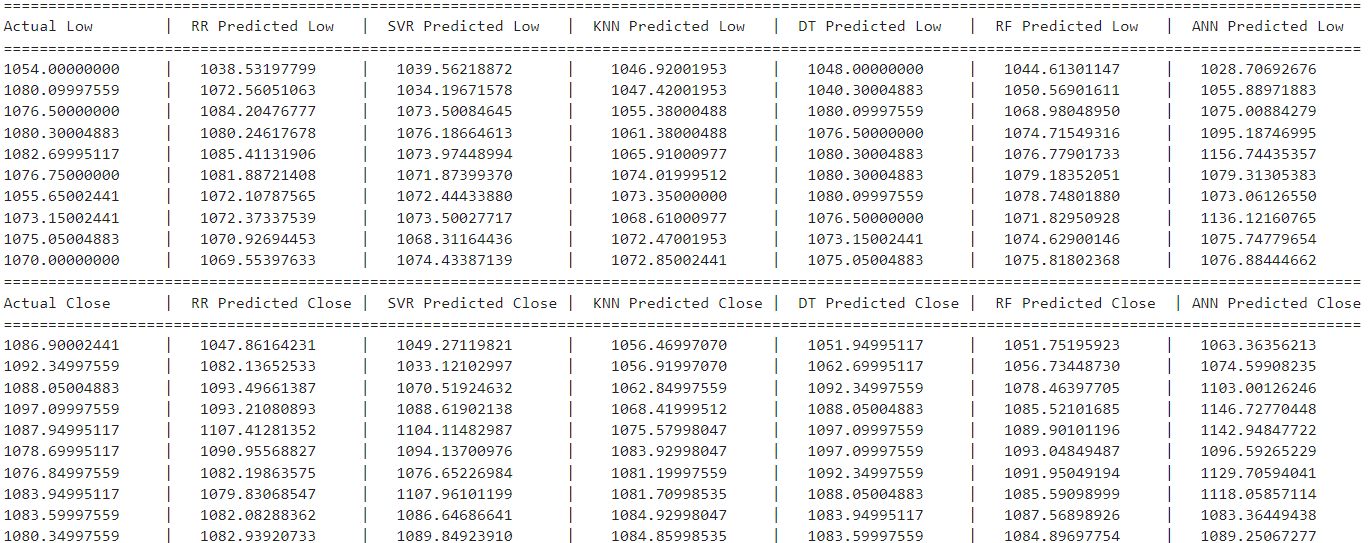 ====================================================================================================
Actual Low | RR Predicted Low | SVR Predicted Low | KNN Predicted Low | DT Predicted Low | RF Predicted Low | ANN Predicted Low
====================================================================================================
1054.00000000 | 1038.53197799 | 1039.56218872 | 1046.92001953 | 1048.00000000 | 1044.61301147 | 1028.70692676
1080.09997559 | 1072.56051063 | 1034.19671578 | 1047.42001953 | 1040.30004883 | 1050.56901611 | 1055.88971883
1076.50000000 | 1084.20476777 | 1073.50084645 | 1055.38000488 | 1080.09997559 | 1068.98048950 | 1075.00884279
1080.30004883 | 1080.24617678 | 1076.18664613 | 1061.38000488 | 1076.50000000 | 1074.71549316 | 1095.18746995
1082.69995117 | 1085.41131906 | 1073.97448994 | 1065.91000977 | 1080.30004883 | 1076.77901733 | 1156.74435357
1076.75000000 | 1081.88721408 | 1071.87399370 | 1074.01999512 | 1080.30004883 | 1079.18352051 | 1079.31305383
1055.65002441 | 1072.10787565 | 1072.44433880 | 1073.35000000 | 1080.09997559 | 1078.74801880 | 1073.06126550
1073.15002441 | 1072.37337539 | 1073.50027717 | 1068.61000977 | 1076.50000000 | 1071.82950928 | 1136.12160765
1075.05004883 | 1070.92694453 | 1068.31164436 | 1072.47001953 | 1073.15002441 | 1074.62900146 | 1075.74779654
1070.00000000 | 1069.55397633 | 1074.43387139 | 1072.85002441 | 1075.05004883 | 1075.81802368 | 1076.88444662
====================================================================================================
Actual Close | RR Predicted Close | SVR Predicted Close | KNN Predicted Close | DT Predicted Close | RF Predicted Close | ANN Predicted Close
====================================================================================================
1086.90002441 | 1047.86164231 | 1049.27119821 | 1056.46997070 | 1051.94995117 | 1051.75195923 | 1063.36356213
1092.34997559 | 1082.13652533 | 1033.12102997 | 1056.91997070 | 1062.69995117 | 1056.73448730 | 1074.59908235
1088.05004883 | 1093.49661387 | 1070.51924632 | 1062.84997559 | 1092.34997559 | 1078.46397705 | 1103.00126246
1097.09997559 | 1093.21080893 | 1088.61902138 | 1068.41999512 | 1088.05004883 | 1085.52101685 | 1146.72770448
1087.94995117 | 1107.41281352 | 1104.11482987 | 1075.57998047 | 1097.09997559 | 1089.90101196 | 1142.94847722
1078.69995117 | 1090.95568827 | 1094.13700976 | 1083.92998047 | 1097.09997559 | 1093.04849487 | 1096.59265229
1076.84997559 | 1082.19863575 | 1076.65226984 | 1081.19997559 | 1092.34997559 | 1091.95049194 | 1129.70594041
1083.94995117 | 1079.83068547 | 1107.96101199 | 1081.70998535 | 1088.05004883 | 1085.59098999 | 1118.05857114
1083.59997559 | 1082.08288362 | 1086.64686641 | 1084.92998047 | 1083.94995117 | 1087.56898926 | 1083.36449438
1080.34997559 | 1082.93920733 | 1089.84923910 | 1084.85998535 | 1083.59997559 | 1084.89697754 | 1089.25067277